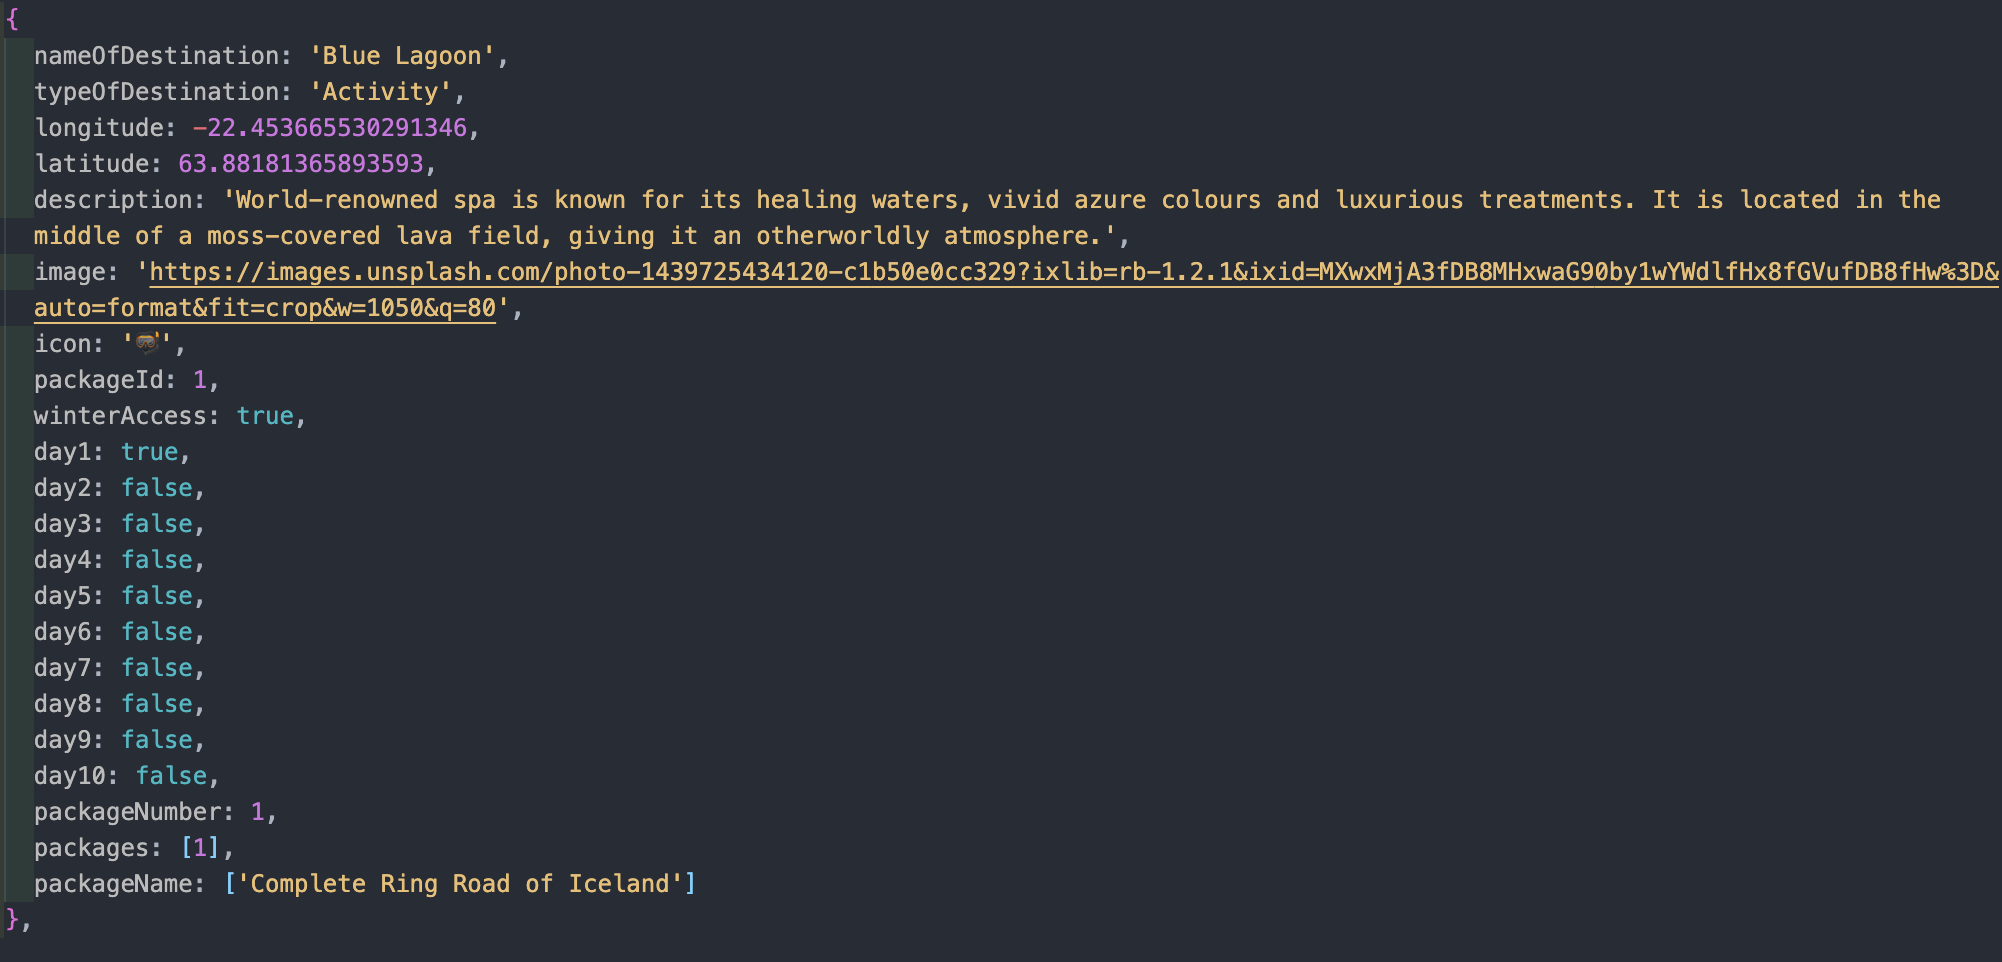 {
nameOfDestination: 'Blue Lagoon',
typeOfDestination: 'Activity',
longitude: -22.453665530291346,
latitude: 63.88181365893593,
description: 'World-renowned spa is known for its healing waters, vivid azure colours and luxurious treatments. It is located in the
middle of a moss-covered lava field, giving it an otherworldly atmosphere.',
image: 'https://images.unsplash.com/photo-1439725434120-c1b50e0cc329?ixlib=rb-1.2.1&ixid=MXwxMjA3fDB8MHxwaG90by1wYWdlfHx8fGVufDB8fHw%3D&
auto=format&fit=crop&w=1050&q=80',
icon: '🤿',
packageId: 1,
winterAccess: true,
day1: true,
day2: false,
day3: false,
day4: false,
day5: false,
day6: false,
day7: false,
day8: false,
day9: false,
day10: false,
packageNumber: 1,
packages: [1],
packageName: ['Complete Ring Road of Iceland']
},